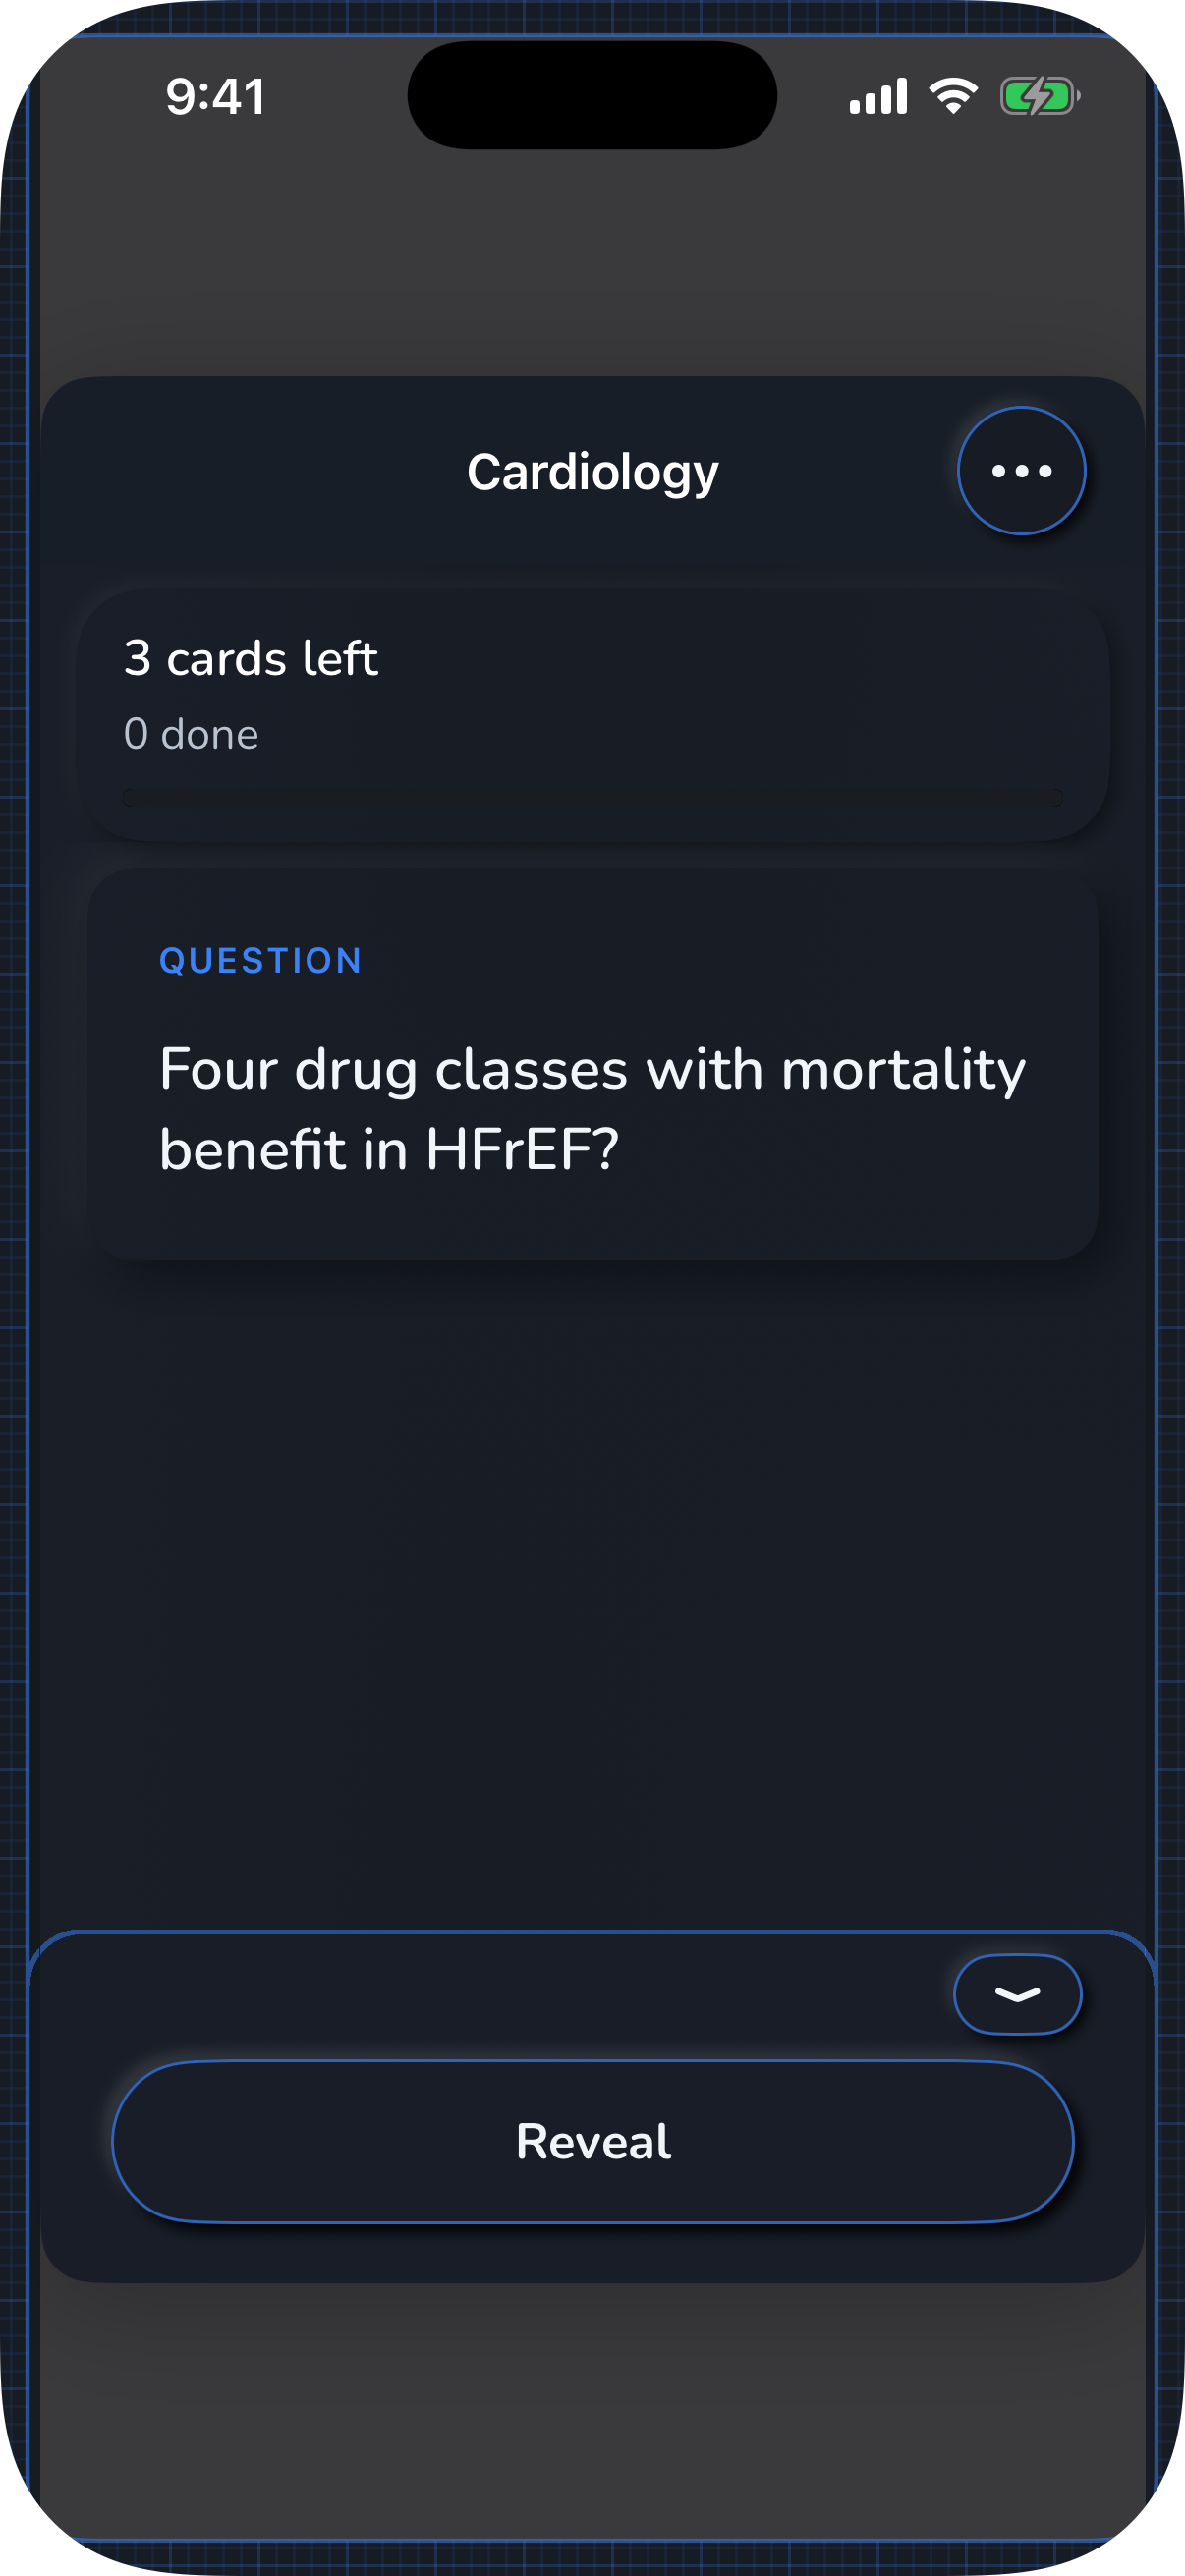 9:41
Cardiology
3 cards left
0 done
QUESTION
Four drug classes with mortality
benefit in HFrEF?
Reveal